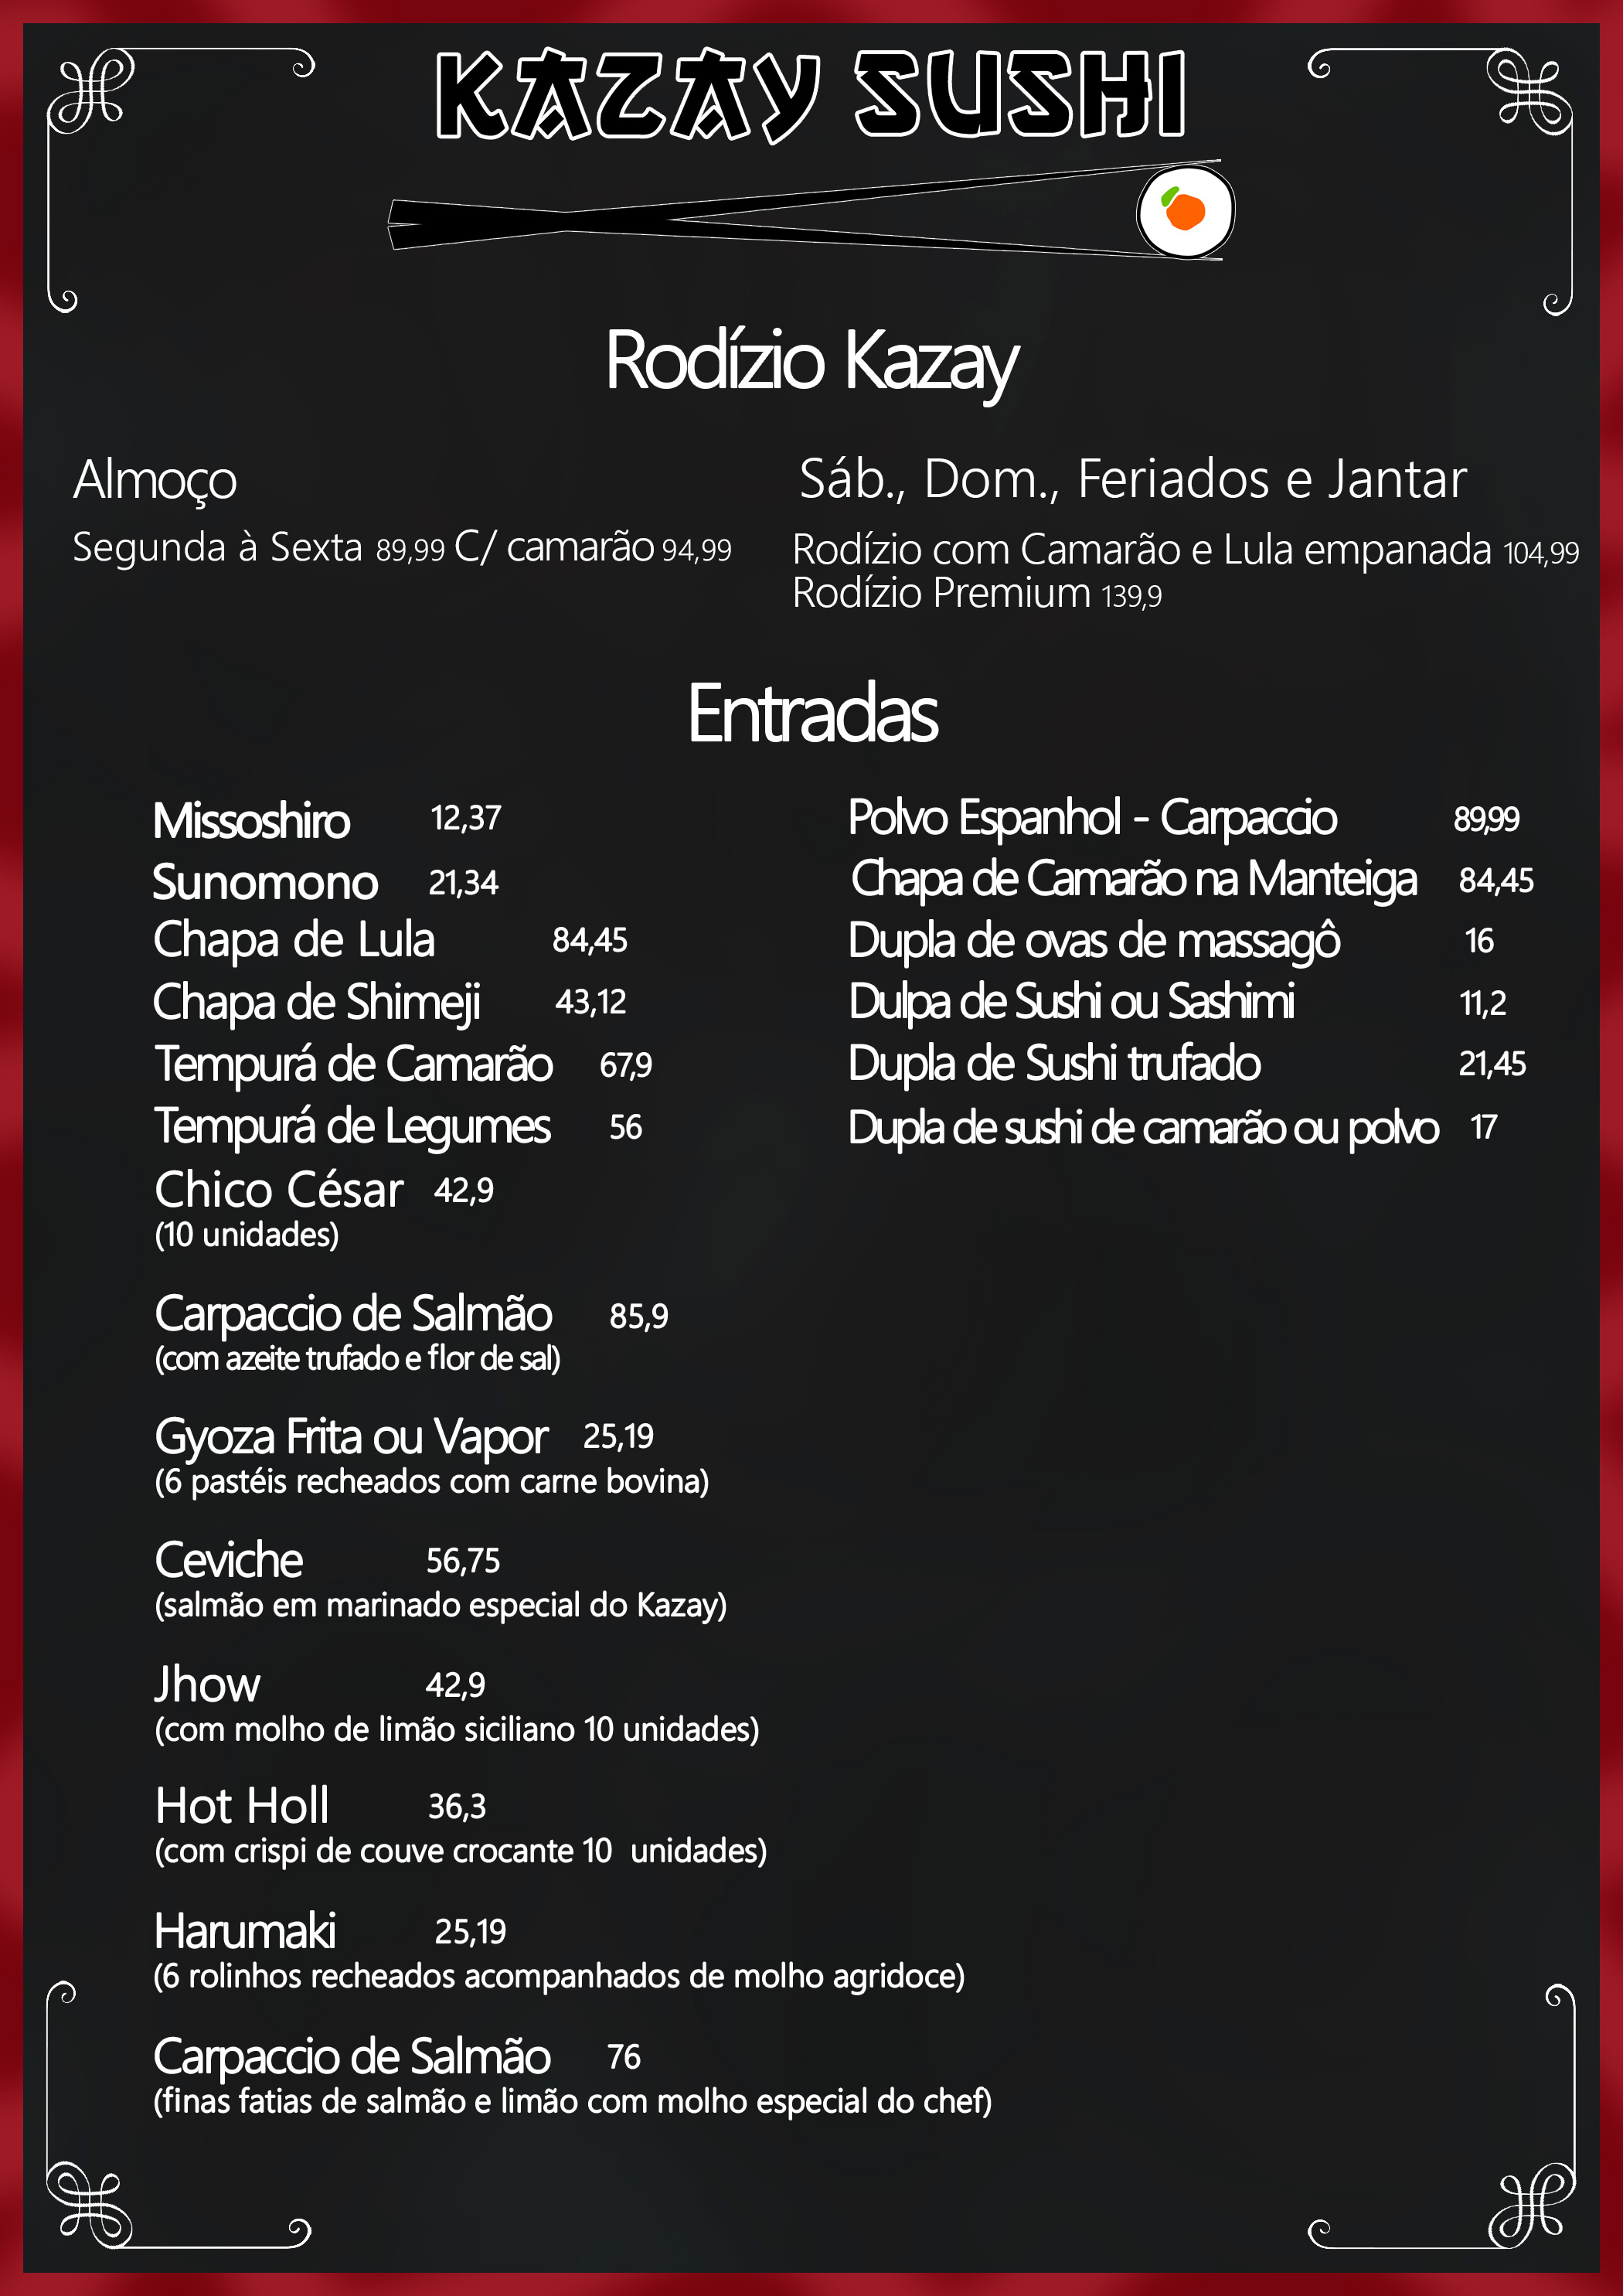 KAZAY SUSHI
Rodízio Kazay
Almoço
Segunda à Sexta 89,99 C/ camarão 94,99
Sáb., Dom., Feriados e Jantar
Rodízio com Camarão e Lula empanada 104,99
Rodízio Premium 139,9
Entradas
Missoshiro 12,37
Sunomono 21,34
Chapa de Lula 84,45
Chapa de Shimeji 43,12
Tempurá de Camarão 67,9
Tempurá de Legumes 56
Chico César 42,9
(10 unidades)
Carpaccio de Salmão 85,9
(com azeite trufado e flor de sal)
Gyoza Frita ou Vapor 25,19
(6 pastéis recheados com carne bovina)
Ceviche 56,75
(salmão em marinado especial do Kazay)
Jhow 42,9
(com molho de limão siciliano 10 unidades)
Hot Holl 36,3
(com crispi de couve crocante 10 unidades)
Harumaki 25,19
(6 rolinhos recheados acompanhados de molho agridoce)
Carpaccio de Salmão 76
(finas fatias de salmão e limão com molho especial do chef)
Polvo Espanhol - Carpaccio 89,99
Chapa de Camarão na Manteiga 84,45
Dupla de ovas de massagô 16
Dulpa de Sushi ou Sashimi 11,2
Dupla de Sushi trufado 21,45
Dupla de sushi de camarão ou polvo 17